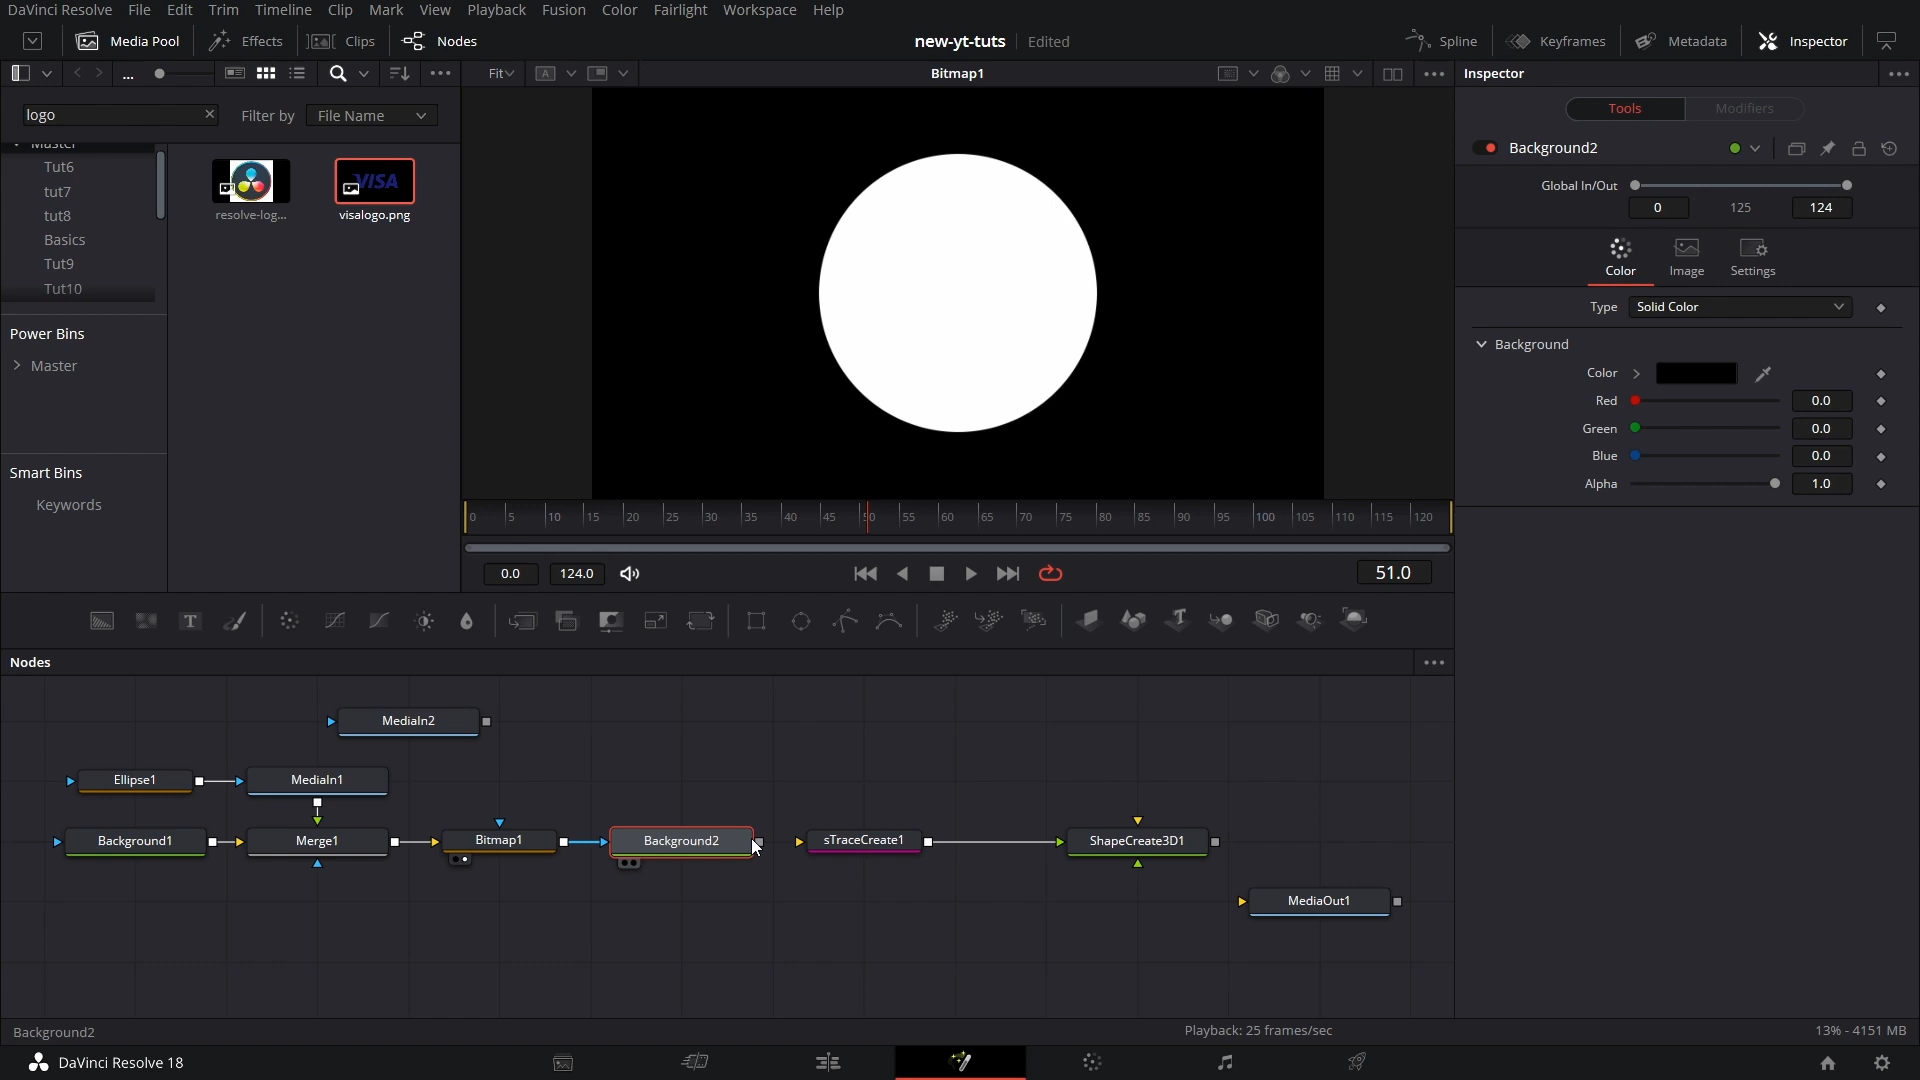 DaVinci Resolve File Edit Trim Timeline Clip Mark View Playback Fusion Color Fairlight Workspace Help
Media Pool Effects Clips Nodes new-yt-tuts Edited Spline Keyframes Metadata Inspector
... Fit A Bitmap1 Inspector
logo Filter by File Name
Tools Modifiers
Master
Tut6
tut7
tut8
Basics
Tut9
Tut10
VISA
resolve-log... visalogo.png
Power Bins
Master
Smart Bins
Keywords
Background2
Global In/Out
0 125 124
Color Image Settings
Type Solid Color
Background
Color
Red 0.0
Green 0.0
Blue 0.0
Alpha 1.0
0 5 10 15 20 25 30 35 40 45 50 55 60 65 70 75 80 85 90 95 100 105 110 115 120
0.0 124.0 51.0
T T
Nodes
MediaIn2
Ellipse1 MediaIn1
Background1 Merge1 Bitmap1 Background2 sTraceCreate1 ShapeCreate3D1
MediaOut1
Background2 Playback: 25 frames/sec 13% - 4151 MB
DaVinci Resolve 18